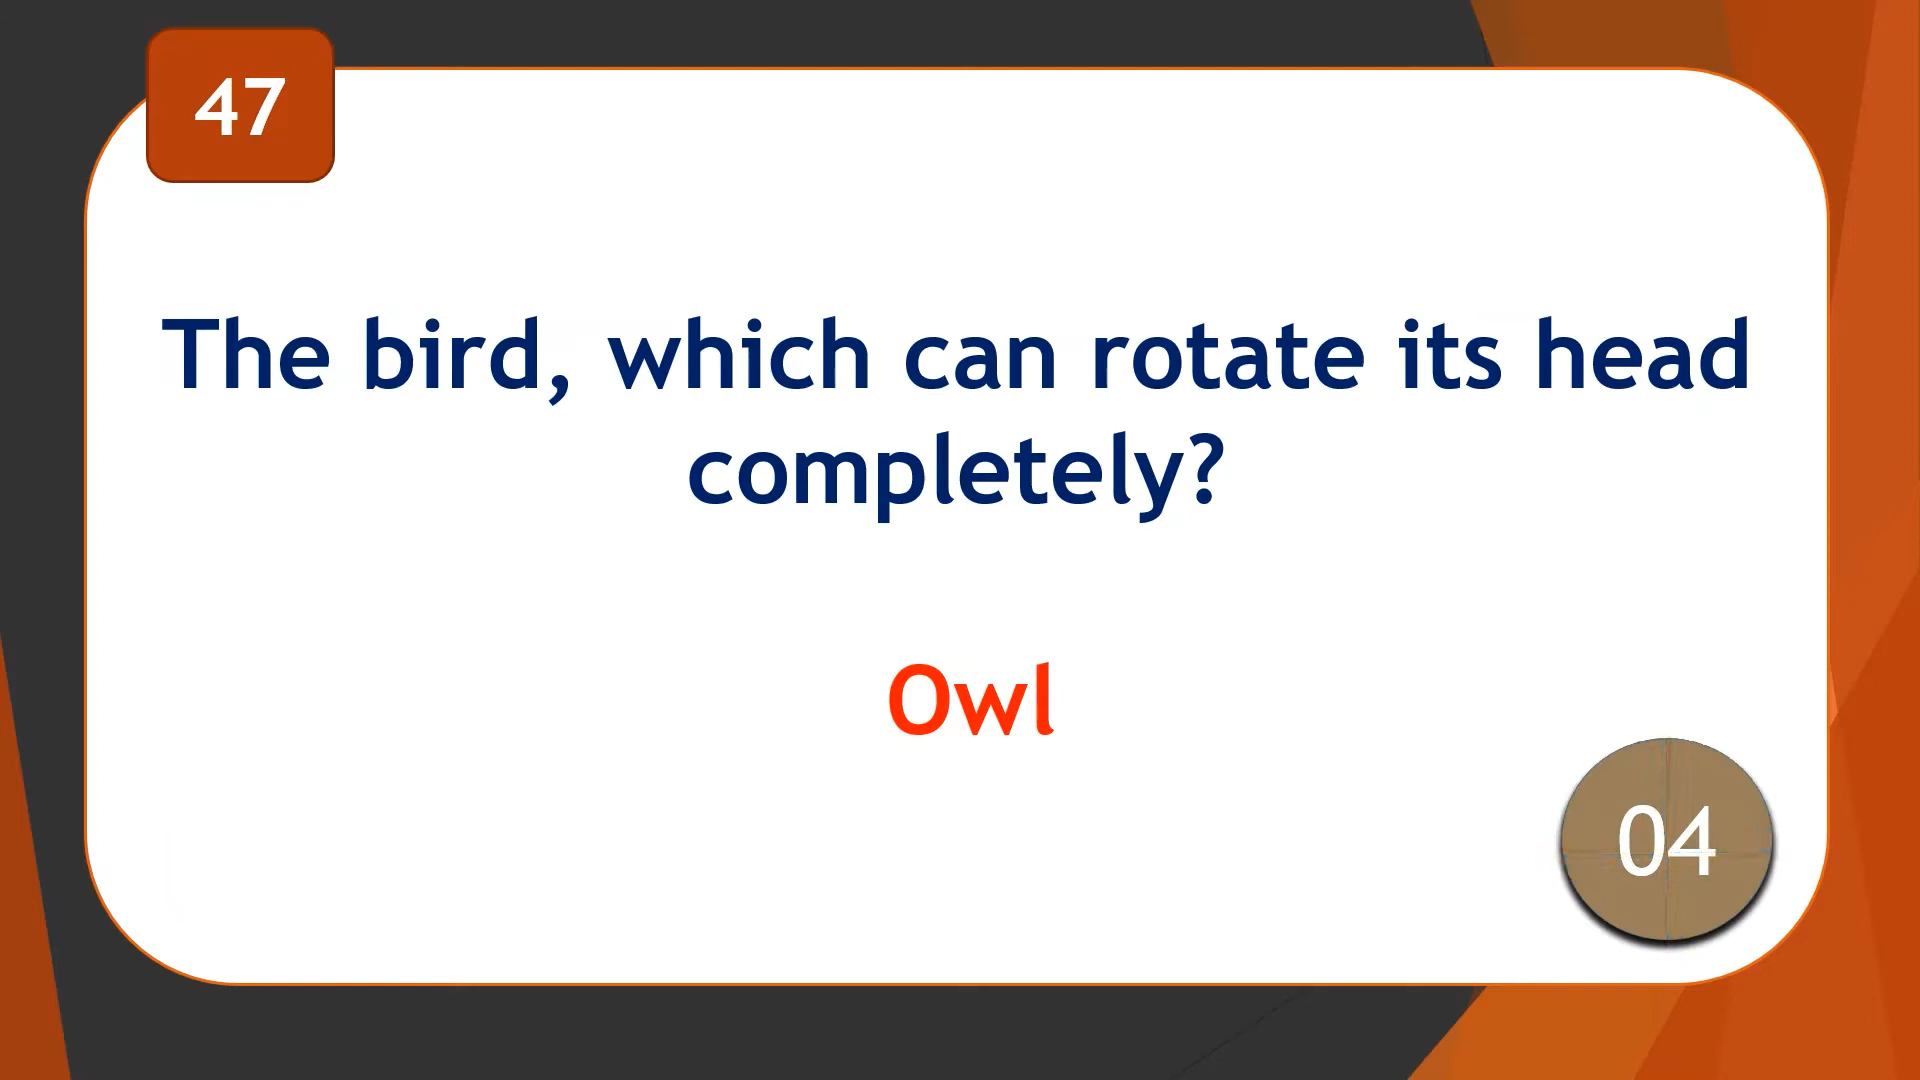 47
The bird, which can rotate its head
completely?
Owl
04